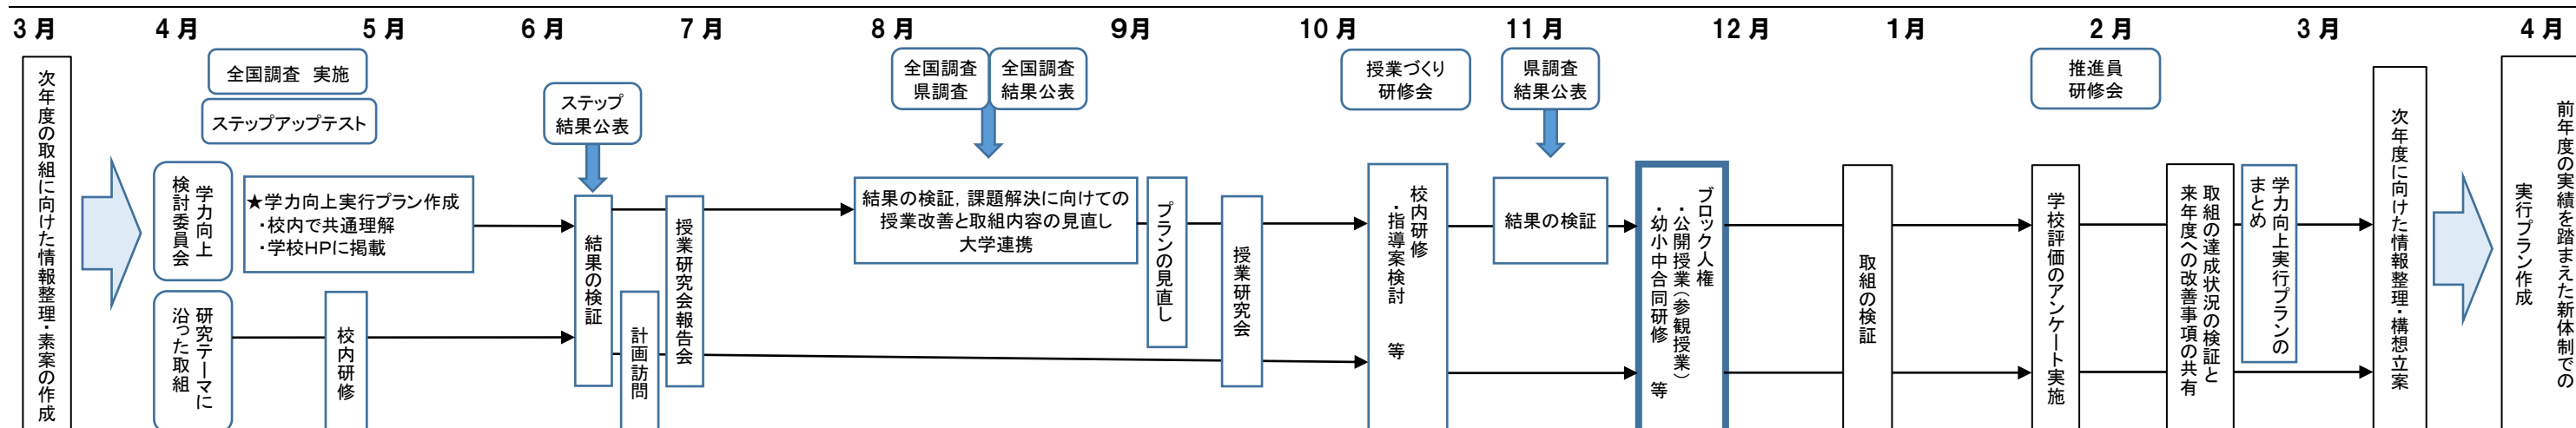 3月
4月
5月
6月
7月
8月
9月
10月
11月
12月
1月
2月
3月
4月
次年度の取組に向けた情報整理・素案の作成
全国調査　実施
ステップアップテスト
学力向上
検討委員会
★学力向上実行プラン作成
・校内で共通理解
・学校HPに掲載
研究テーマに
沿った取組
校内研修
ステップ
結果公表
結果の検証
計画訪問
授業研究会報告会
全国調査
県調査
全国調査
結果公表
結果の検証，課題解決に向けての
授業改善と取組内容の見直し
大学連携
プランの見直し
授業研究会
授業づくり
研修会
校内研修
・指導案検討　等
県調査
結果公表
結果の検証
ブロック人権
・公開授業（参観授業）
・幼小中合同研修　等
取組の検証
推進員
研修会
学校評価のアンケート実施
取組の達成状況の検証と
来年度への改善事項の共有
学力向上実行プランの
まとめ
次年度に向けた情報整理・構想立案
前年度の実績を踏まえた新体制での
実行プラン作成